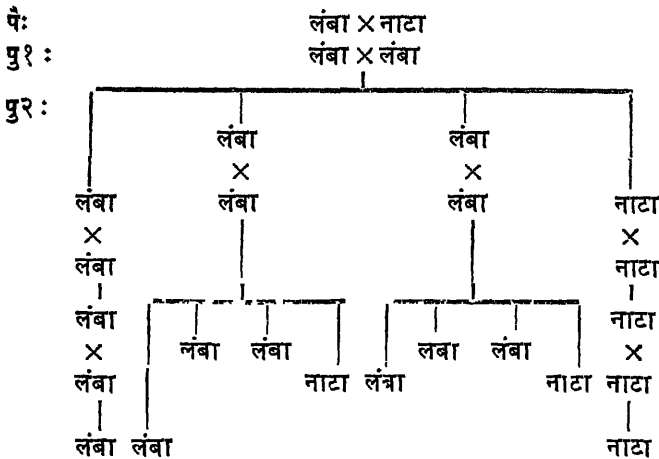 पै: लंबा × नाटा
पु१ : लंबा × लंबा
पु२ :
लंबा लंबा
× ×
लंबा लंबा लंबा नाटा
× ×
लंबा नाटा
लंबा नाटा
लंबा लंबा लबा लंबा
× ×
लंबा नाटा लंबा नाटा नाटा
लंबा लंबा नाटा